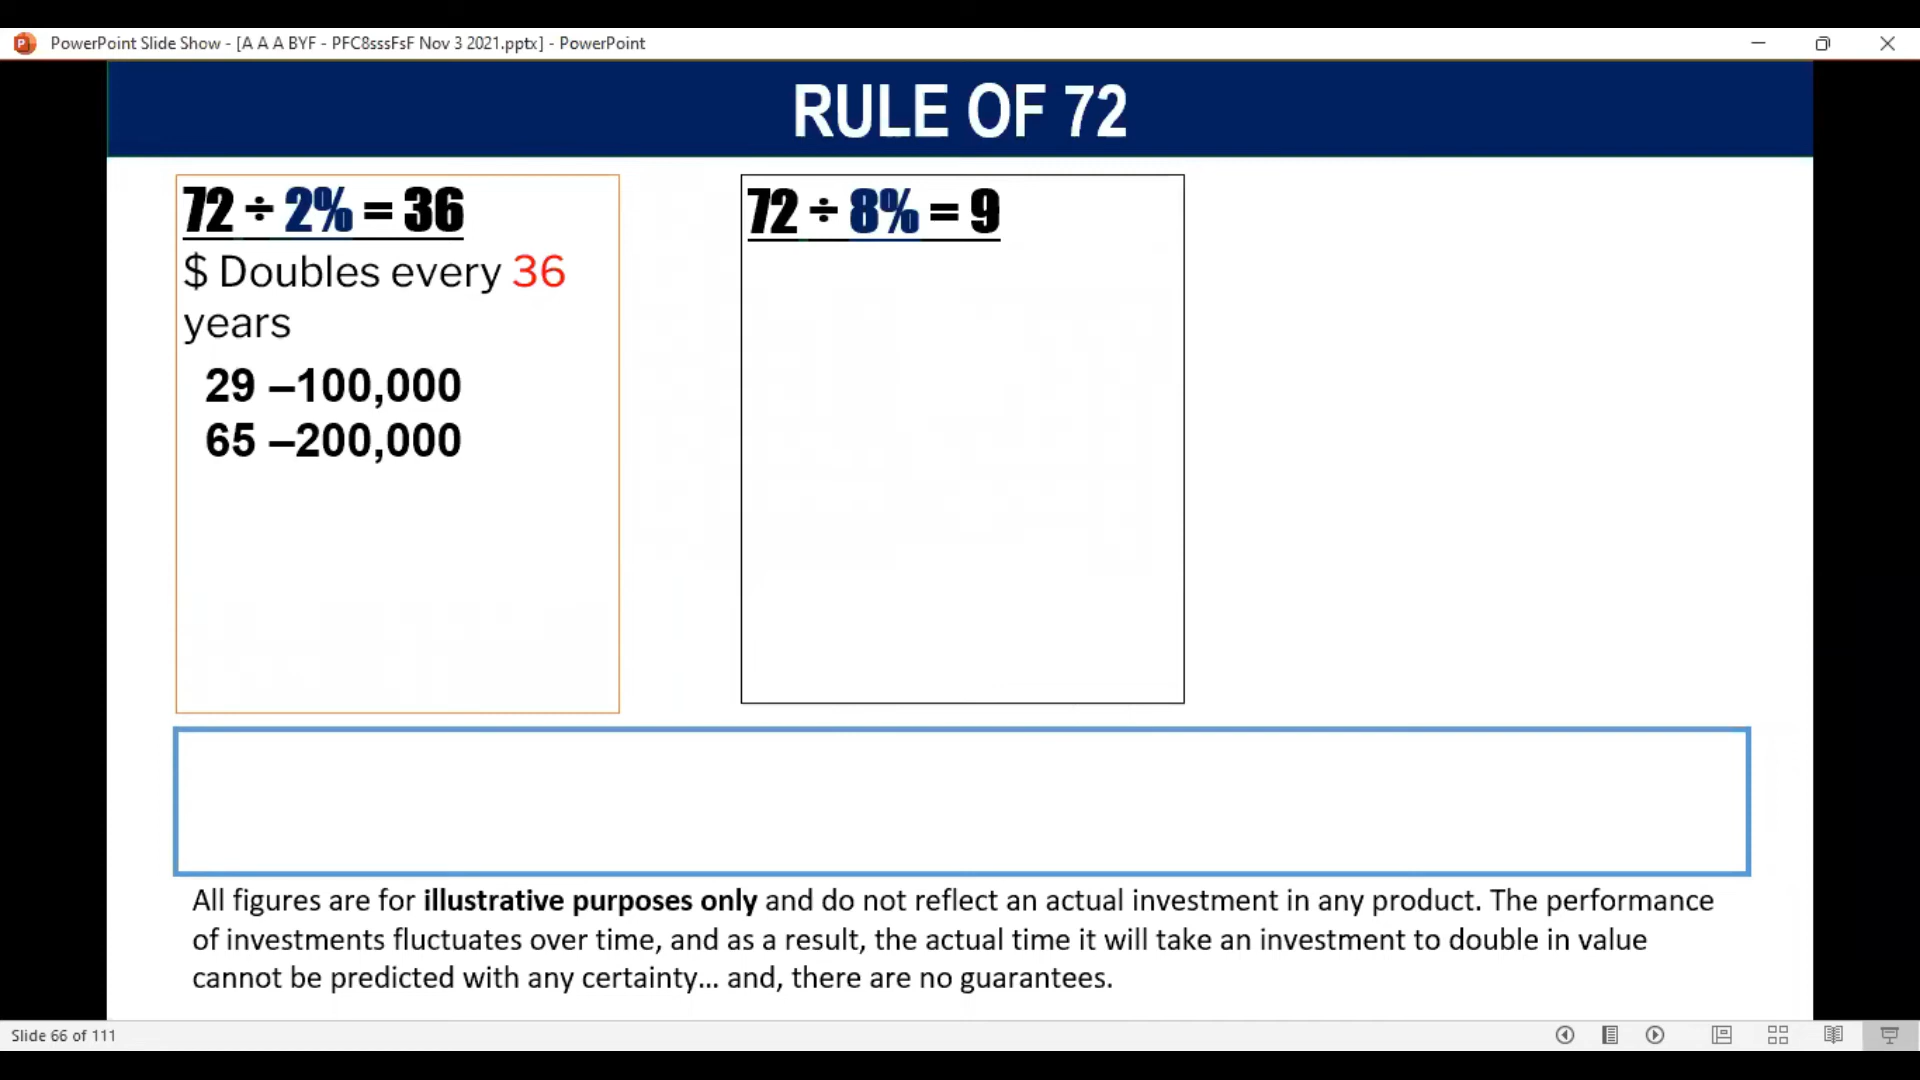 PowerPoint Slide Show - [A A A BYF - PFC8sssFsF Nov 3 2021.pptx] - PowerPoint
RULE OF 72
72 ÷ 2% = 36
$ Doubles every 36
years
29 –100,000
65 –200,000
72 ÷ 8% = 9
All figures are for illustrative purposes only and do not reflect an actual investment in any product. The performance
of investments fluctuates over time, and as a result, the actual time it will take an investment to double in value
cannot be predicted with any certainty... and, there are no guarantees.
Slide 66 of 111